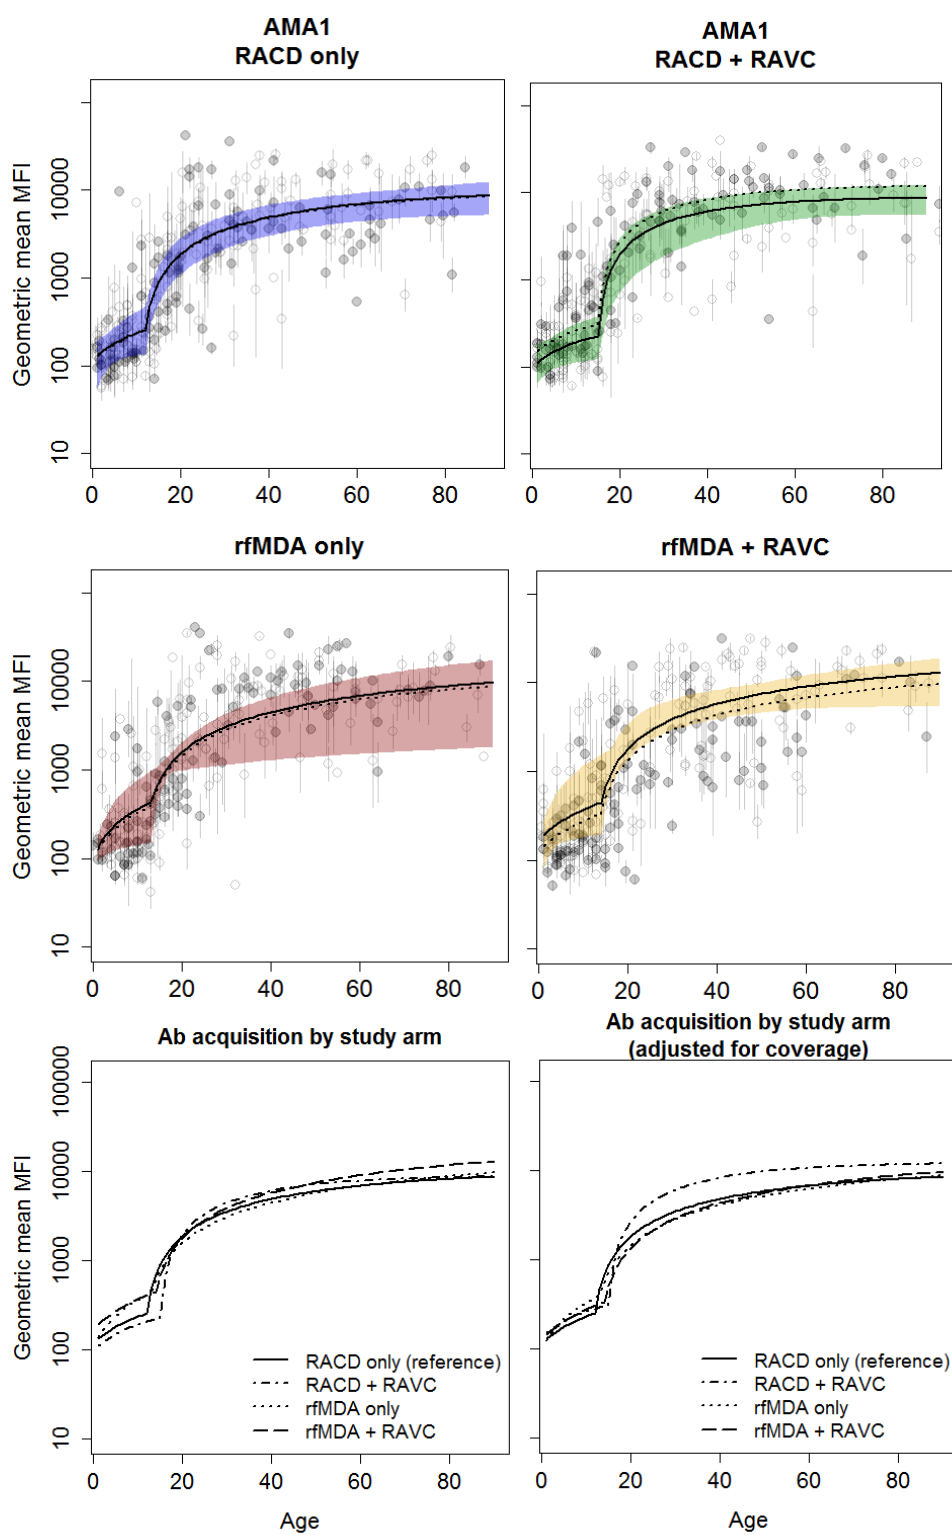 AMA1
RACD only
AMA1
RACD + RAVC
Geometric mean MFI
10000
1000
100
10
0 20 40 60 80
0 20 40 60 80
rfMDA only
rfMDA + RAVC
Geometric mean MFI
10000
1000
100
10
0 20 40 60 80
0 20 40 60 80
Ab acquisition by study arm
Ab acquisition by study arm
(adjusted for coverage)
Geometric mean MFI
100000
10000
1000
100
10
RACD only (reference)
RACD + RAVC
rfMDA only
rfMDA + RAVC
RACD only (reference)
RACD + RAVC
rfMDA only
rfMDA + RAVC
0 20 40 60 80
0 20 40 60 80
Age
Age